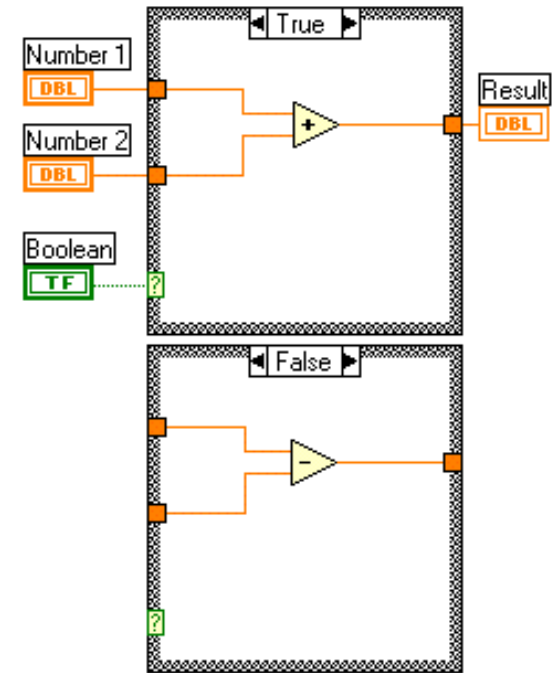 True
Number 1
DBL
Result
DBL
Number 2
DBL
+
Boolean
TF
?
False
-
?